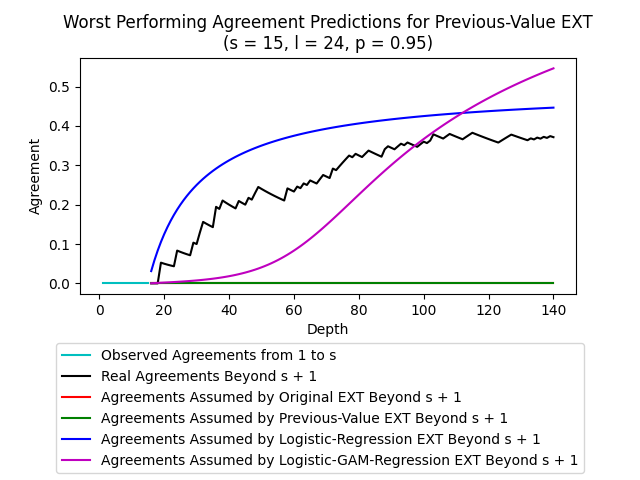 Worst Performing Agreement Predictions for Previous-Value EXT
(s = 15, l = 24, p = 0.95)
Agreement
0.5
0.4
0.3
0.2
0.1
0.0
0 20 40 60 80 100 120 140
Depth
Observed Agreements from 1 to s
Real Agreements Beyond s + 1
Agreements Assumed by Original EXT Beyond s + 1
Agreements Assumed by Previous-Value EXT Beyond s + 1
Agreements Assumed by Logistic-Regression EXT Beyond s + 1
Agreements Assumed by Logistic-GAM-Regression EXT Beyond s + 1